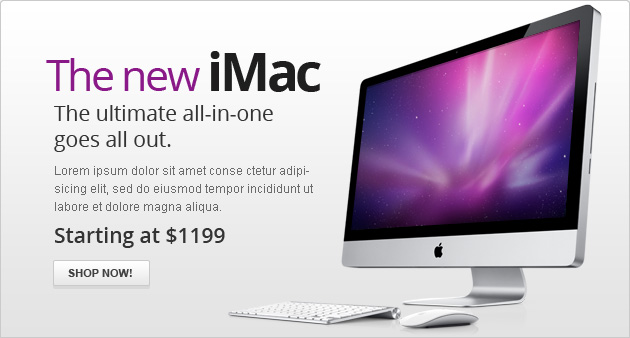 The new iMac
The ultimate all-in-one
goes all out.
Lorem ipsum dolor sit amet conse ctetur adipi-
sicing elit, sed do eiusmod tempor incididunt ut
labore et dolore magna aliqua.
Starting at $1199
SHOP NOW!